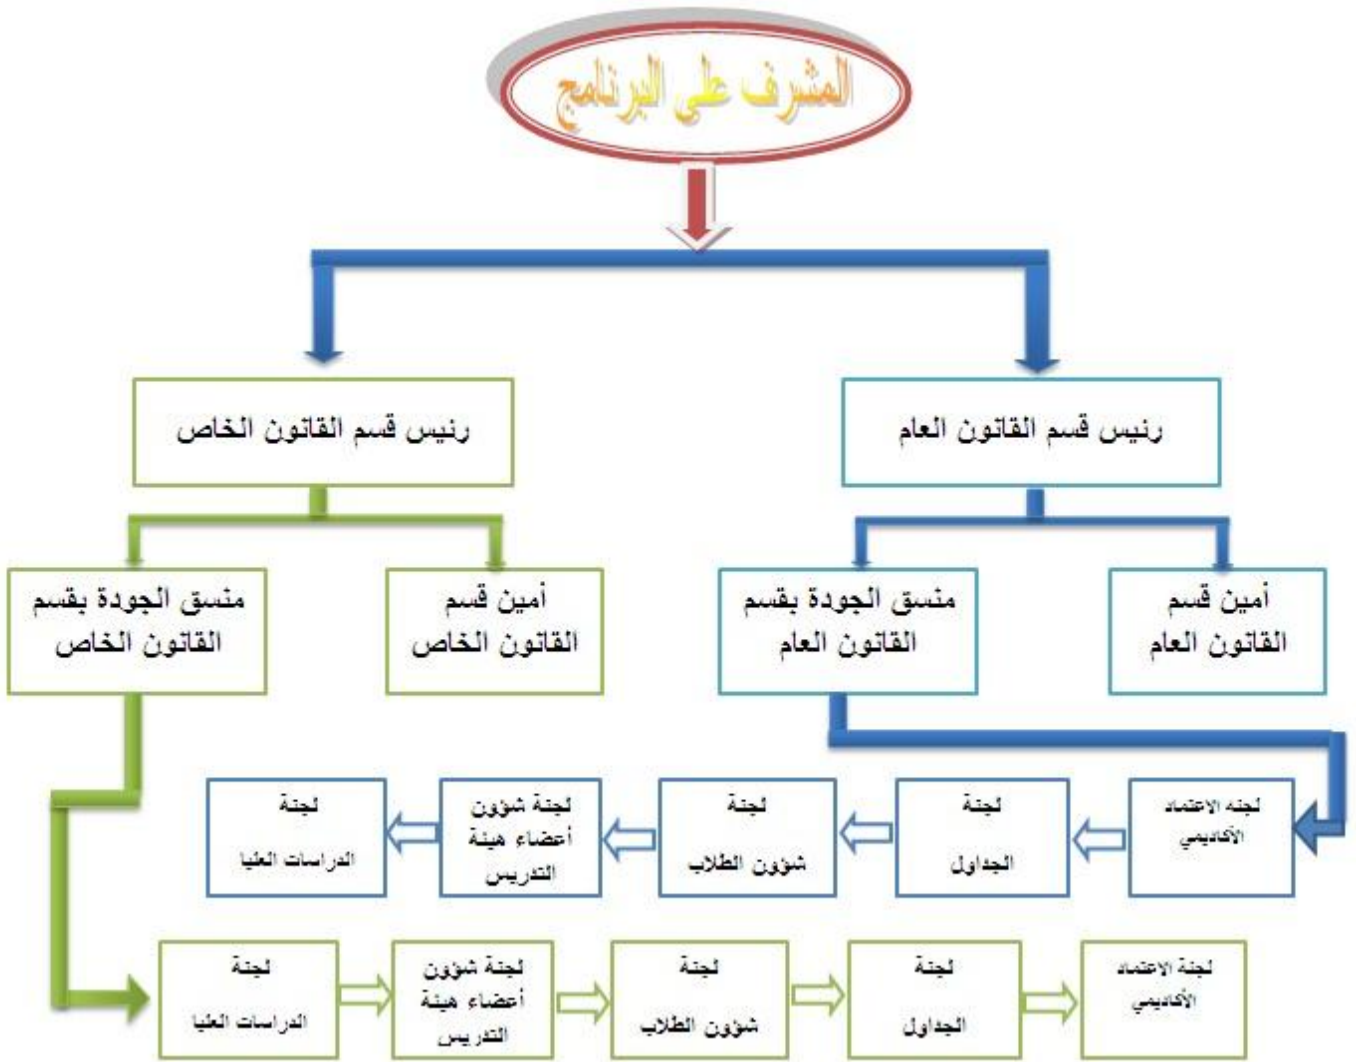 المشرف على البرنامج
رئيس قسم القانون العام
رئيس قسم القانون الخاص
أمين قسم
القانون العام
منسق الجودة بقسم
القانون العام
أمين قسم
القانون الخاص
منسق الجودة بقسم
القانون الخاص
لجنه الاعتماد
الأكاديمي
لجنة
الجداول
لجنة
شؤون الطلاب
لجنة شؤون
أعضاء هيئة
التدريس
لجنة
الدراسات العليا
لجنة الاعتماد
الأكاديمي
لجنة
الجداول
لجنة
شؤون الطلاب
لجنة شؤون
أعضاء هيئة
التدريس
لجنة
الدراسات العليا